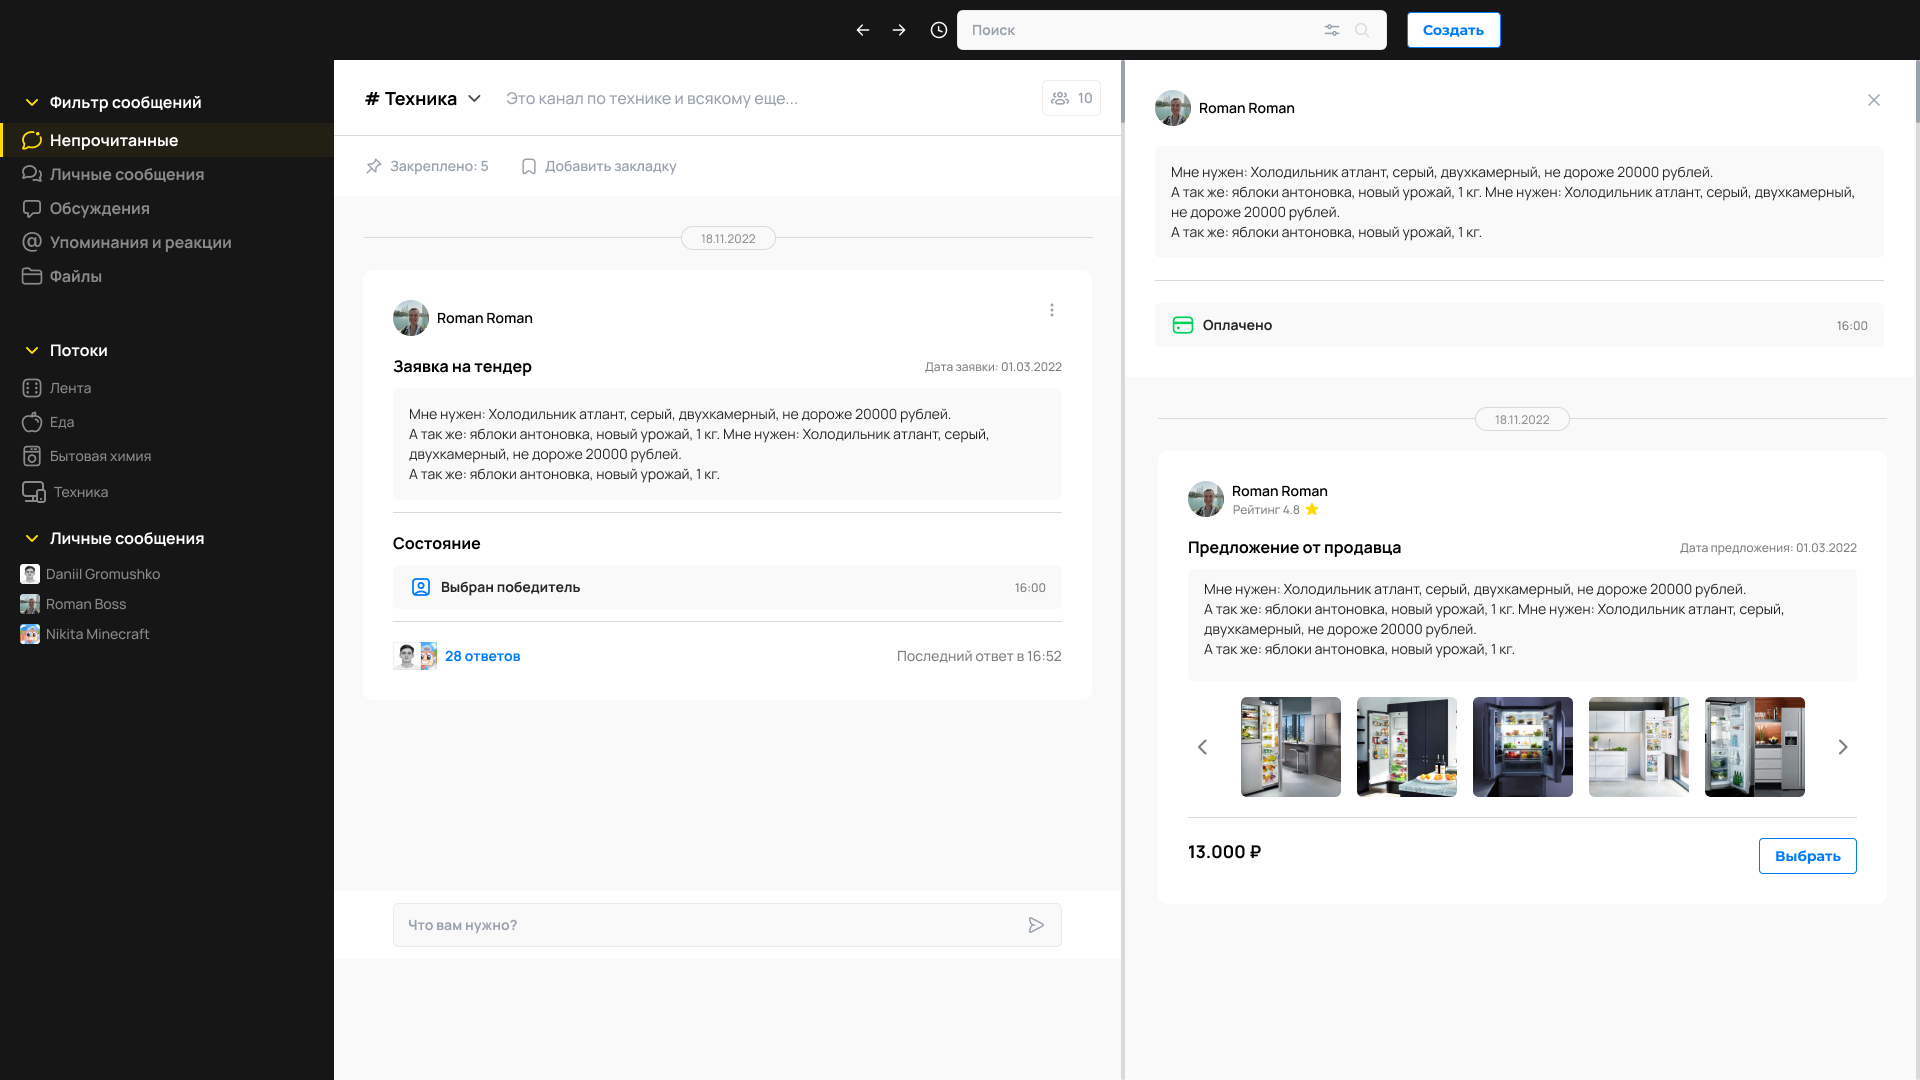 Поиск
Создать
Фильтр сообщений
Непрочитанные
Личные сообщения
Обсуждения
Упоминания и реакции
Файлы
Потоки
Лента
Еда
Бытовая химия
Техника
Личные сообщения
Daniil Gromushko
Roman Boss
Nikita Minecraft
# Техника
Это канал по технике и всякому еще...
10
Закреплено: 5
Добавить закладку
18.11.2022
Roman Roman
Заявка на тендер
Дата заявки: 01.03.2022
Мне нужен: Холодильник атлант, серый, двухкамерный, не дороже 20000 рублей.
А так же: яблоки антоновка, новый урожай, 1 кг. Мне нужен: Холодильник атлант, серый,
двухкамерный, не дороже 20000 рублей.
А так же: яблоки антоновка, новый урожай, 1 кг.
Состояние
Выбран победитель
16:00
28 ответов
Последний ответ в 16:52
Что вам нужно?
Roman Roman
Мне нужен: Холодильник атлант, серый, двухкамерный, не дороже 20000 рублей.
А так же: яблоки антоновка, новый урожай, 1 кг. Мне нужен: Холодильник атлант, серый, двухкамерный,
не дороже 20000 рублей.
А так же: яблоки антоновка, новый урожай, 1 кг.
Оплачено
16:00
18.11.2022
Roman Roman
Рейтинг 4.8
Предложение от продавца
Дата предложения: 01.03.2022
Мне нужен: Холодильник атлант, серый, двухкамерный, не дороже 20000 рублей.
А так же: яблоки антоновка, новый урожай, 1 кг. Мне нужен: Холодильник атлант, серый,
двухкамерный, не дороже 20000 рублей.
А так же: яблоки антоновка, новый урожай, 1 кг.
13.000 ₽
Выбрать